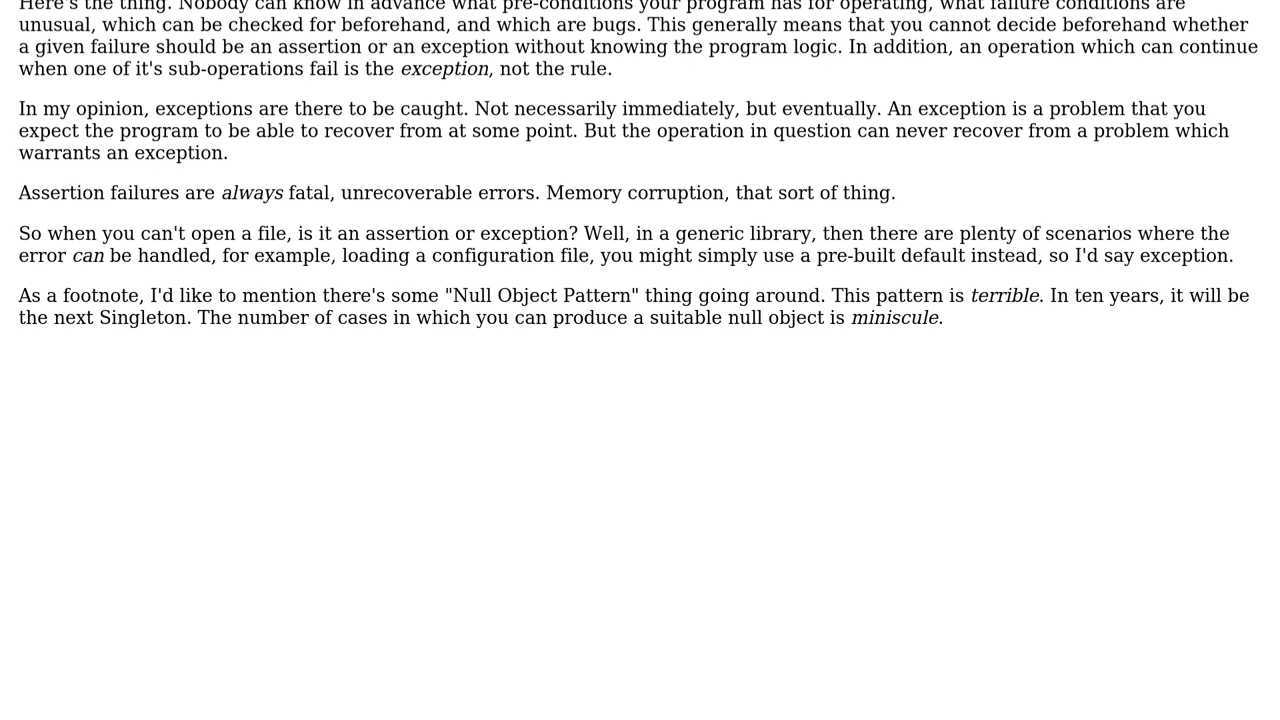 Here's the thing. Nobody can know in advance what pre-conditions your program has for operating, what failure conditions are
unusual, which can be checked for beforehand, and which are bugs. This generally means that you cannot decide beforehand whether
a given failure should be an assertion or an exception without knowing the program logic. In addition, an operation which can continue
when one of it's sub-operations fail is the exception, not the rule.
In my opinion, exceptions are there to be caught. Not necessarily immediately, but eventually. An exception is a problem that you
expect the program to be able to recover from at some point. But the operation in question can never recover from a problem which
warrants an exception.
Assertion failures are always fatal, unrecoverable errors. Memory corruption, that sort of thing.
So when you can't open a file, is it an assertion or exception? Well, in a generic library, then there are plenty of scenarios where the
error can be handled, for example, loading a configuration file, you might simply use a pre-built default instead, so I'd say exception.
As a footnote, I'd like to mention there's some "Null Object Pattern" thing going around. This pattern is terrible. In ten years, it will be
the next Singleton. The number of cases in which you can produce a suitable null object is miniscule.